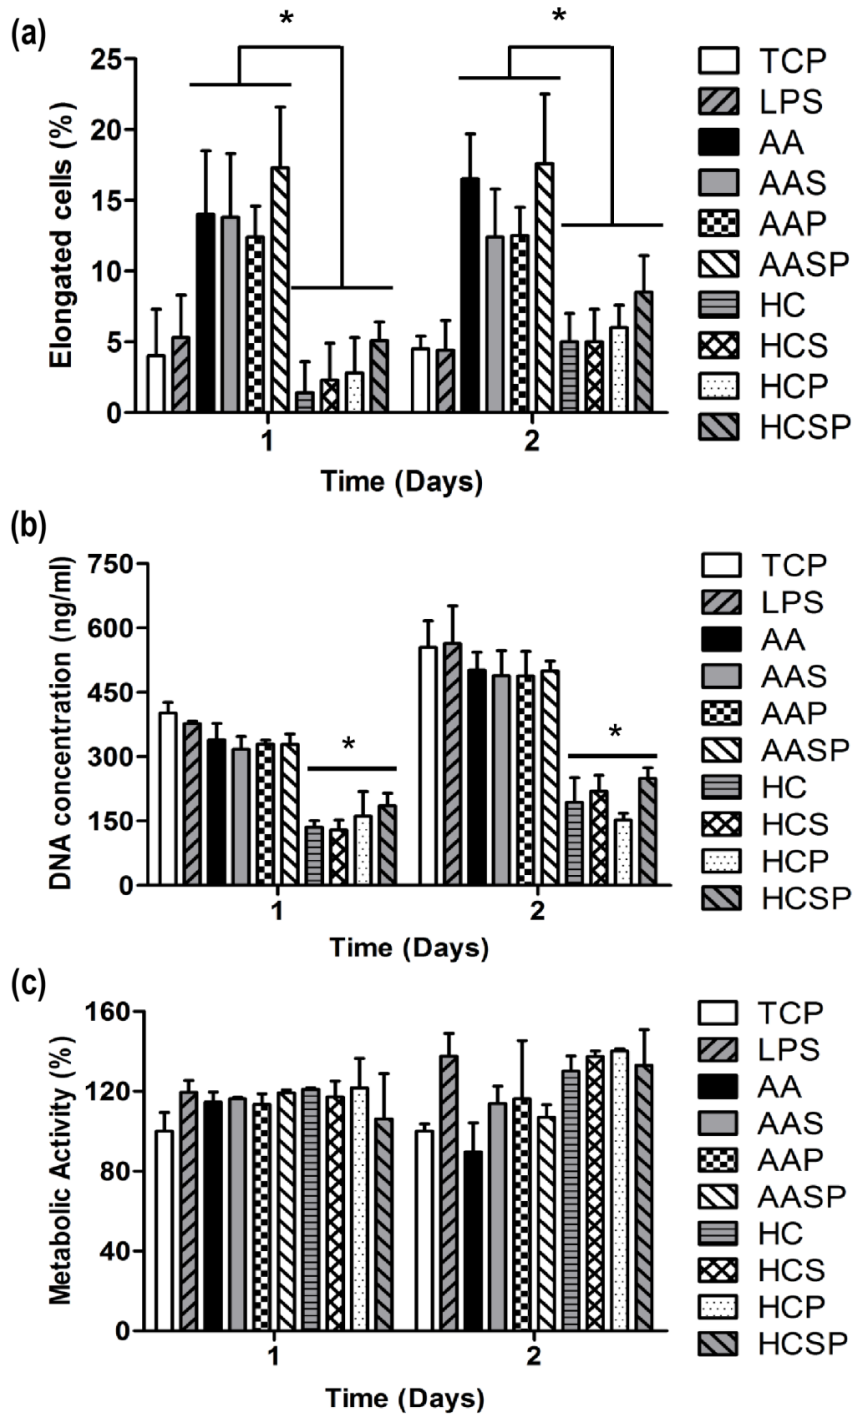 (a)
*
*
Elongated cells (%)
25
20
15
10
5
0
1
2
Time (Days)
TCP
LPS
AA
AAS
AAP
AASP
HC
HCS
HCP
HCSP
(b)
DNA concentration (ng/ml)
750
600
450
300
150
0
*
*
1
2
Time (Days)
TCP
LPS
AA
AAS
AAP
AASP
HC
HCS
HCP
HCSP
(c)
Metabolic Activity (%)
160
120
80
40
0
1
2
Time (Days)
TCP
LPS
AA
AAS
AAP
AASP
HC
HCS
HCP
HCSP